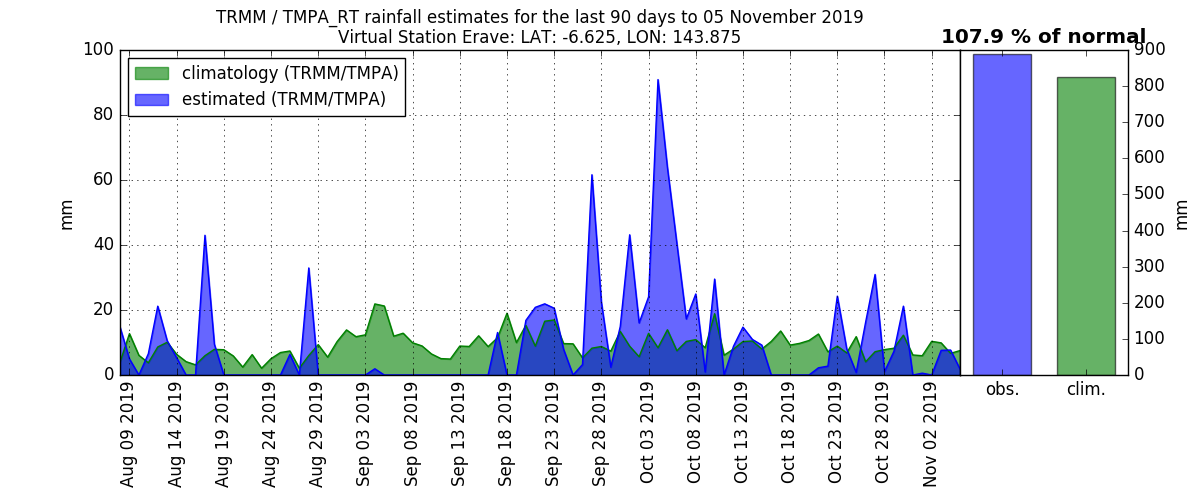 TRMM / TMPA_RT rainfall estimates for the last 90 days to 05 November 2019
Virtual Station Erave: LAT: -6.625, LON: 143.875
107.9 % of normal
climatology (TRMM/TMPA)
estimated (TRMM/TMPA)
100
80
60
40
20
0
mm
900
800
700
600
500
400
300
200
100
0
mm
Aug 09 2019
Aug 14 2019
Aug 19 2019
Aug 24 2019
Aug 29 2019
Sep 03 2019
Sep 08 2019
Sep 13 2019
Sep 18 2019
Sep 23 2019
Sep 28 2019
Oct 03 2019
Oct 08 2019
Oct 13 2019
Oct 18 2019
Oct 23 2019
Oct 28 2019
Nov 02 2019
obs.
clim.